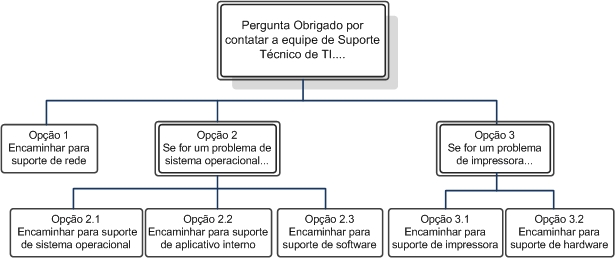 Pergunta Obrigado por
contatar a equipe de Suporte
Técnico de TI....
Opção 1
Encaminhar para
suporte de rede
Opção 2
Se for um problema de
sistema operacional...
Opção 3
Se for um problema
de impressora...
Opção 2.1
Encaminhar para suporte
de sistema operacional
Opção 2.2
Encaminhar para suporte
de aplicativo interno
Opção 2.3
Encaminhar para
suporte de software
Opção 3.1
Encaminhar para
suporte de impressora
Opção 3.2
Encaminhar para
suporte de hardware